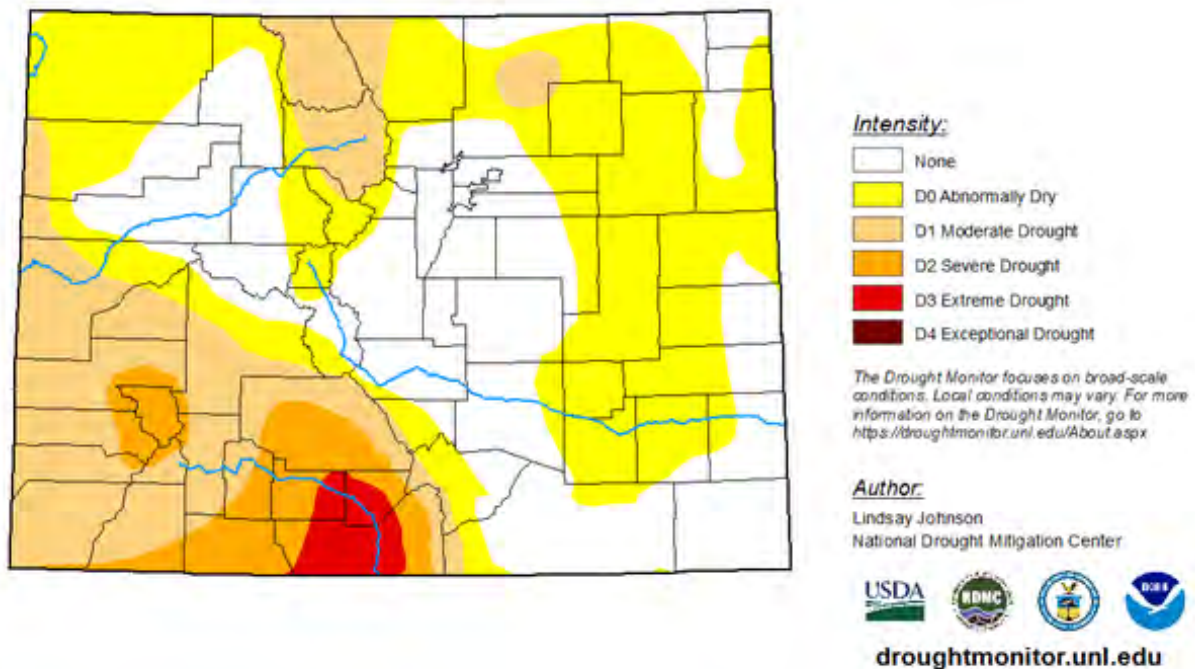 Intensity:
None
D0 Abnormally Dry
D1 Moderate Drought
D2 Severe Drought
D3 Extreme Drought
D4 Exceptional Drought
The Drought Monitor focuses on broad-scale
conditions. Local conditions may vary. For more
information on the Drought Monitor, go to
https://droughtmonitor.unl.edu/About.aspx
Author:
Lindsay Johnson
National Drought Mitigation Center
USDA
NDMC
droughtmonitor.unl.edu